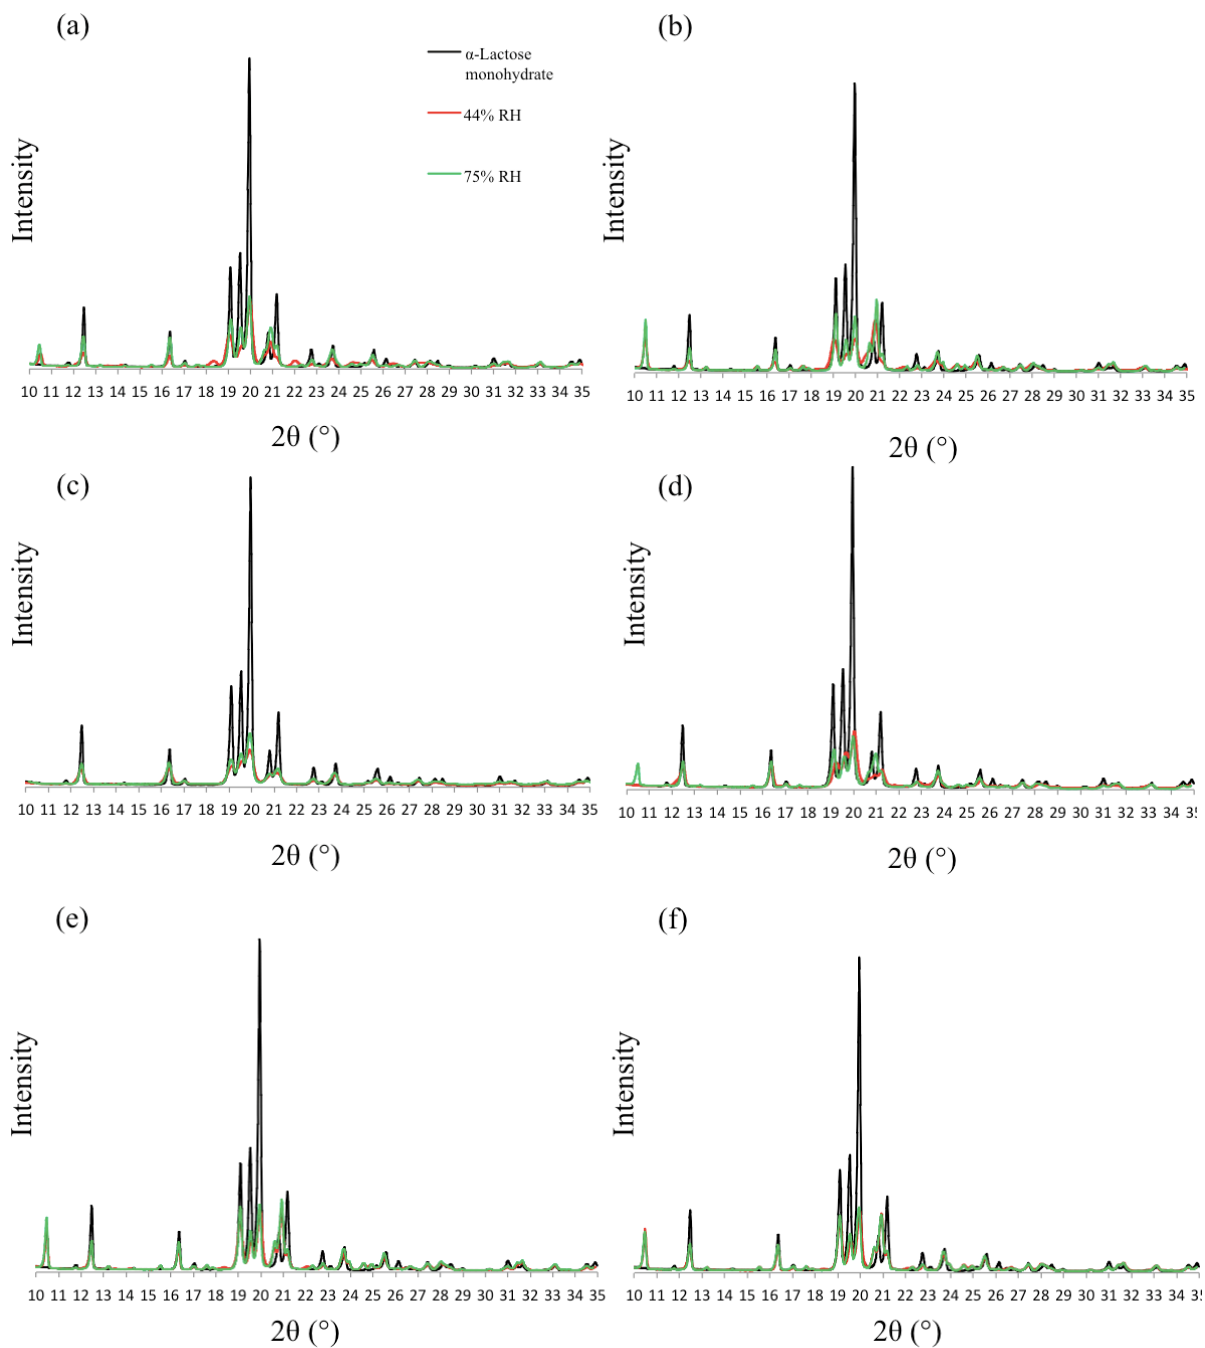 (a)
α-Lactose
monohydrate
44% RH
75% RH
Intensity
10 11 12 13 14 15 16 17 18 19 20 21 22 23 24 25 26 27 28 29 30 31 32 33 34 35
2θ (°)
(b)
Intensity
10 11 12 13 14 15 16 17 18 19 20 21 22 23 24 25 26 27 28 29 30 31 32 33 34 35
2θ (°)
(c)
Intensity
10 11 12 13 14 15 16 17 18 19 20 21 22 23 24 25 26 27 28 29 30 31 32 33 34 35
2θ (°)
(d)
Intensity
10 11 12 13 14 15 16 17 18 19 20 21 22 23 24 25 26 27 28 29 30 31 32 33 34
2θ (°)
(e)
Intensity
10 11 12 13 14 15 16 17 18 19 20 21 22 23 24 25 26 27 28 29 30 31 32 33 34 35
2θ (°)
(f)
Intensity
10 11 12 13 14 15 16 17 18 19 20 21 22 23 24 25 26 27 28 29 30 31 32 33 34
2θ (°)